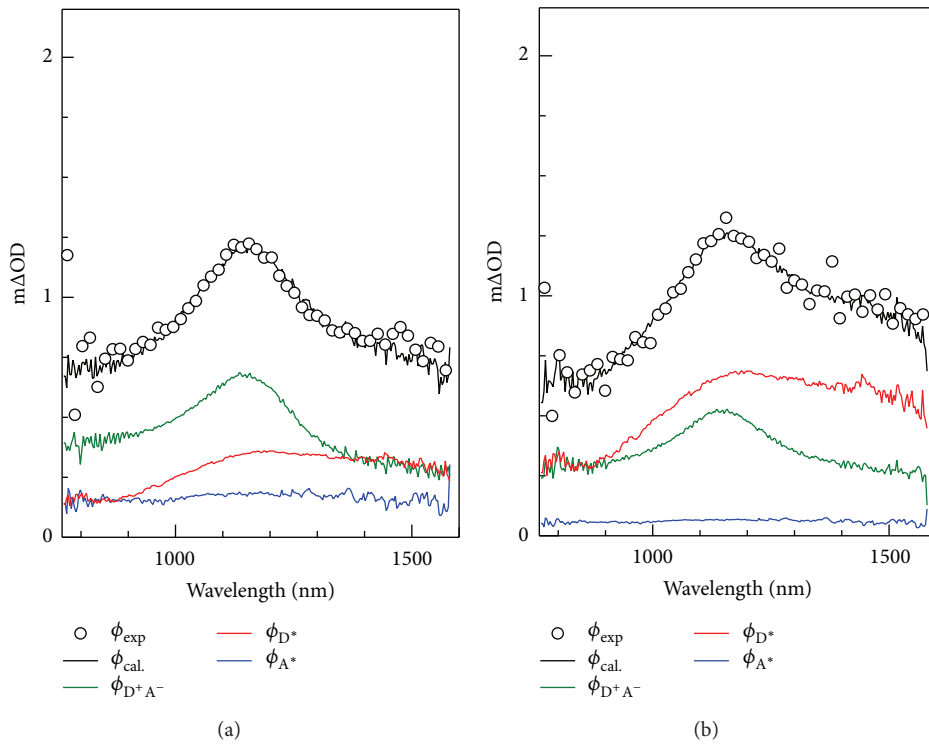 2
1
0
mΔOD
1000
1500
Wavelength (nm)
ϕexp
ϕcal.
ϕD+A−
ϕD*
ϕA*
(a)
2
1
0
mΔOD
1000
1500
Wavelength (nm)
ϕexp
ϕcal.
ϕD+A−
ϕD*
ϕA*
(b)